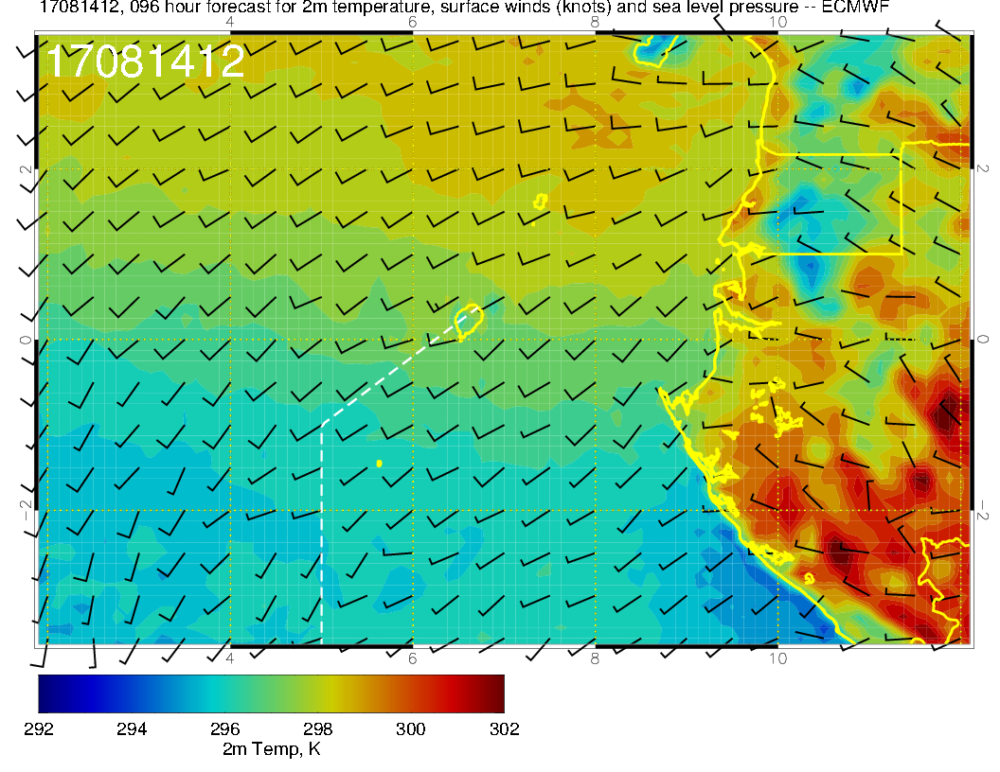 17081412, 096 hour forecast for 2m temperature, surface winds (knots) and sea level pressure -- ECMWF
4 6 8 10
17081412
2 2
0 0
−2 −2
4 6 8 10
292 294 296 298 300 302
2m Temp, K